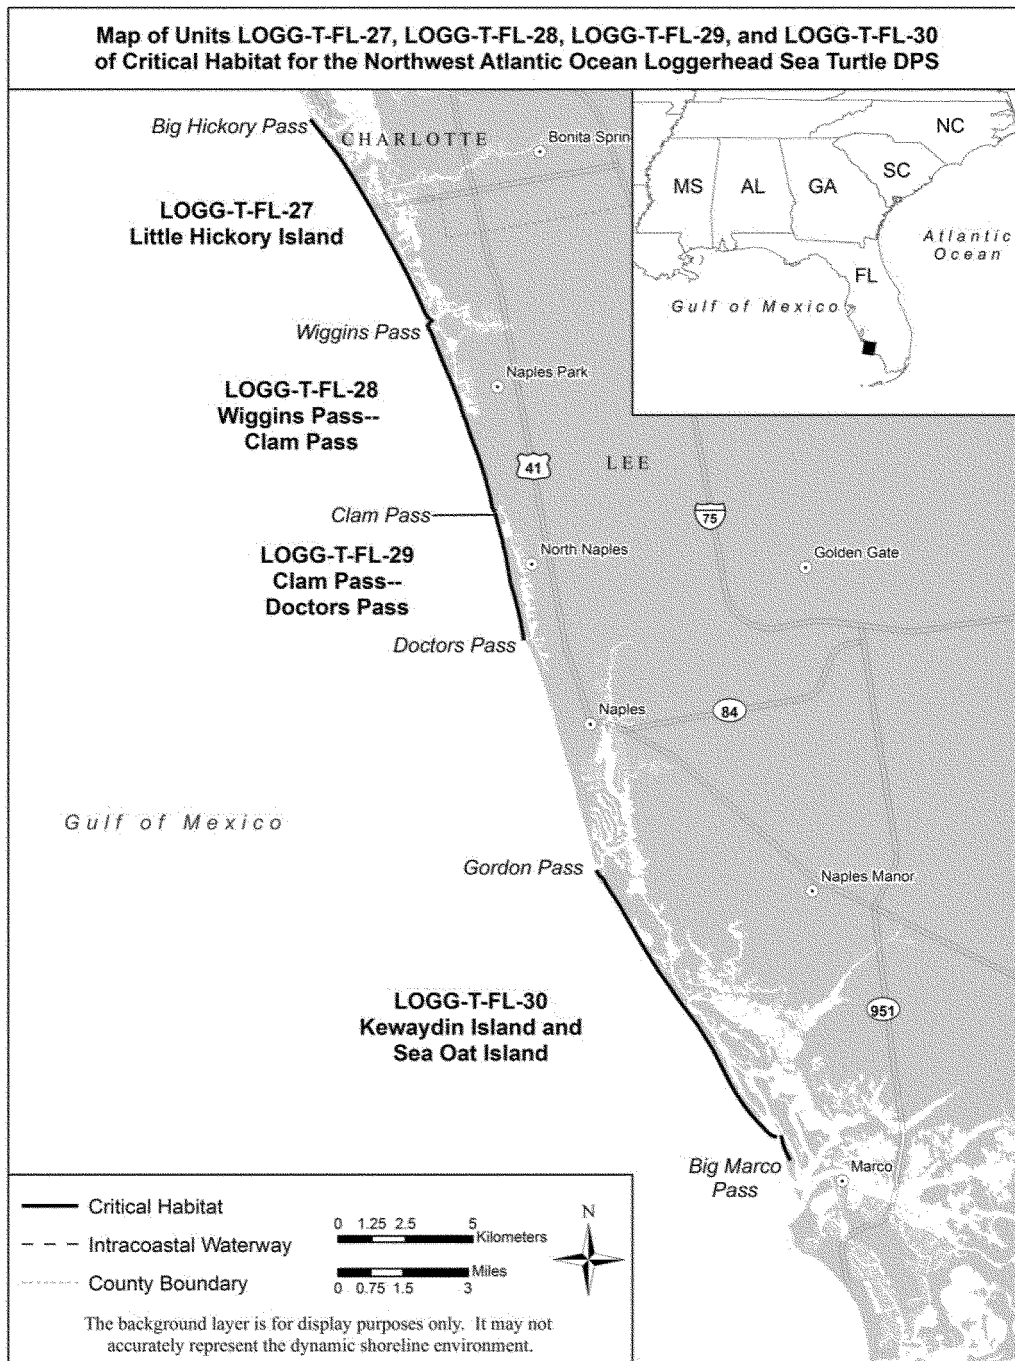 Map of Units LOGG-T-FL-27, LOGG-T-FL-28, LOGG-T-FL-29, and LOGG-T-FL-30
of Critical Habitat for the Northwest Atlantic Ocean Loggerhead Sea Turtle DPS
Big Hickory Pass
CHARLOTTE
Bonita Sprin
LOGG-T-FL-27
Little Hickory Island
Wiggins Pass
Naples Park
LOGG-T-FL-28
Wiggins Pass--
Clam Pass
41
LEE
75
Clam Pass
North Naples
Golden Gate
LOGG-T-FL-29
Clam Pass--
Doctors Pass
Doctors Pass
Naples
84
Gulf of Mexico
Gordon Pass
Naples Manor
LOGG-T-FL-30
Kewaydin Island and
Sea Oat Island
951
Big Marco
Pass
Marco
NC
SC
MS
AL
GA
Atlantic
Ocean
FL
Gulf of Mexico
Critical Habitat
Intracoastal Waterway
County Boundary
0 1.25 2.5 5
Kilometers
Miles
0 0.75 1.5 3
N
The background layer is for display purposes only. It may not
accurately represent the dynamic shoreline environment.